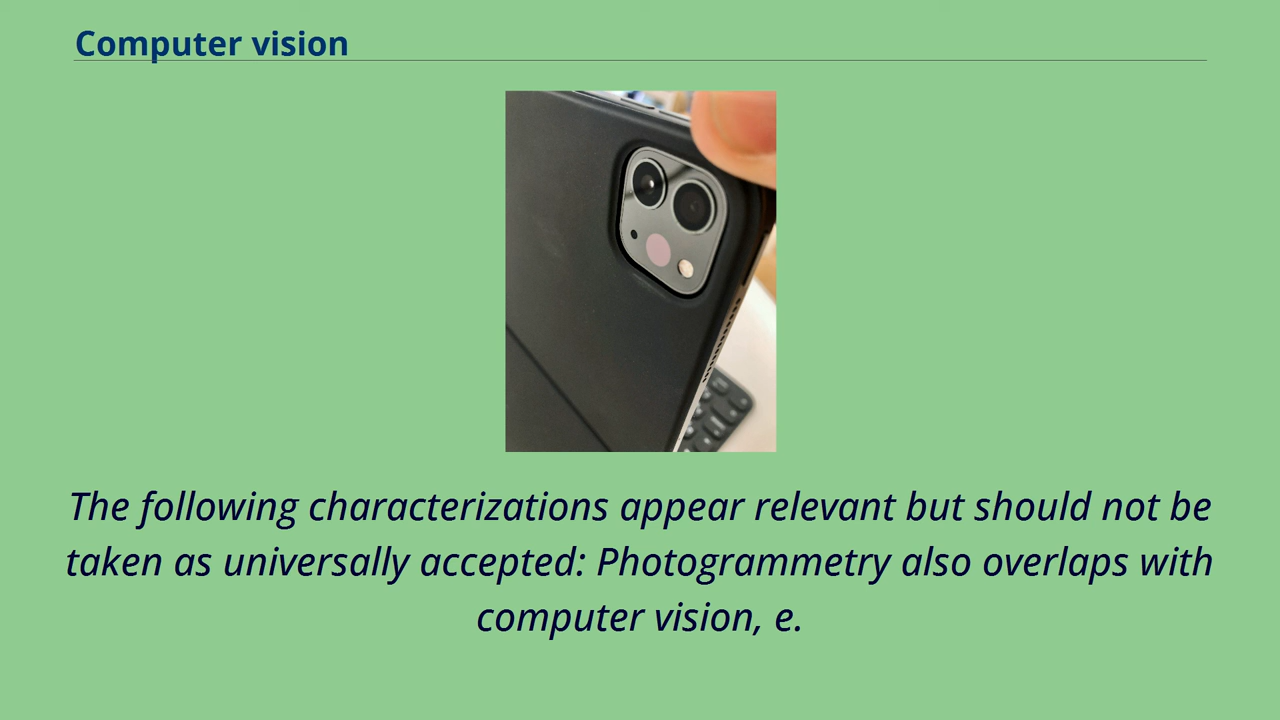 Computer vision
The following characterizations appear relevant but should not be
taken as universally accepted: Photogrammetry also overlaps with
computer vision, e.